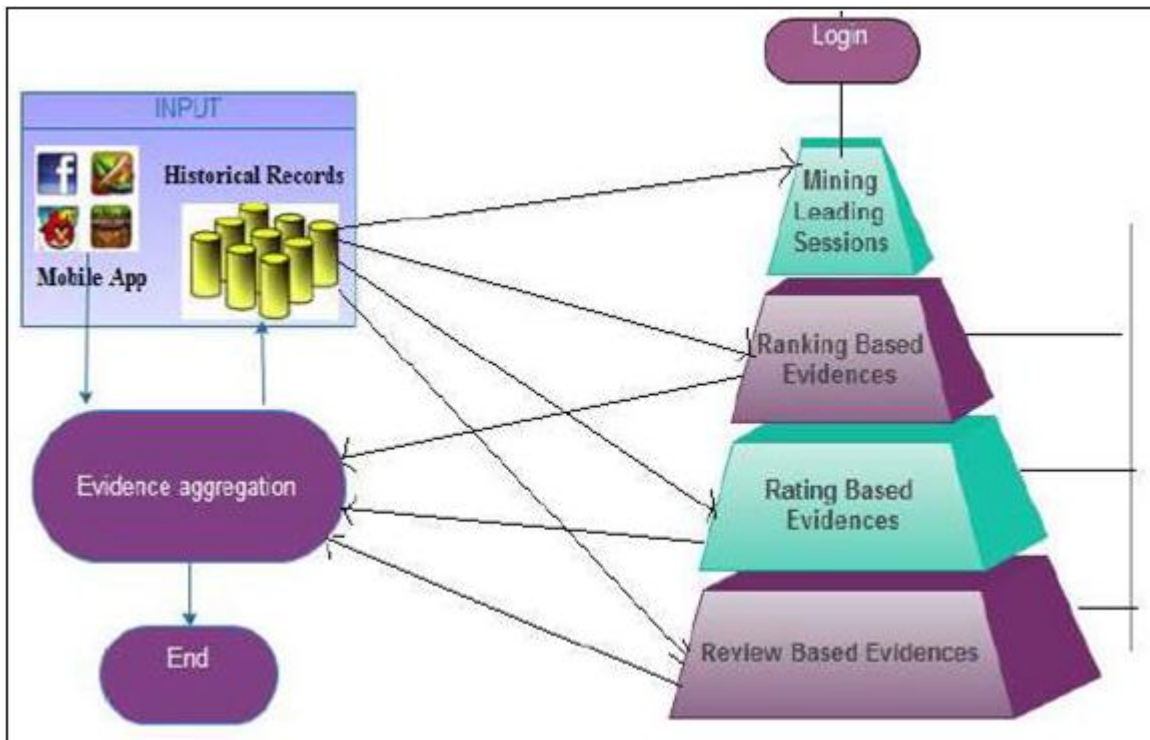 Login
INPUT
Historical Records
Mobile App
Mining
Leading
Sessions
Ranking Based
Evidences
Evidence aggregation
Rating Based
Evidences
Review Based Evidences
End